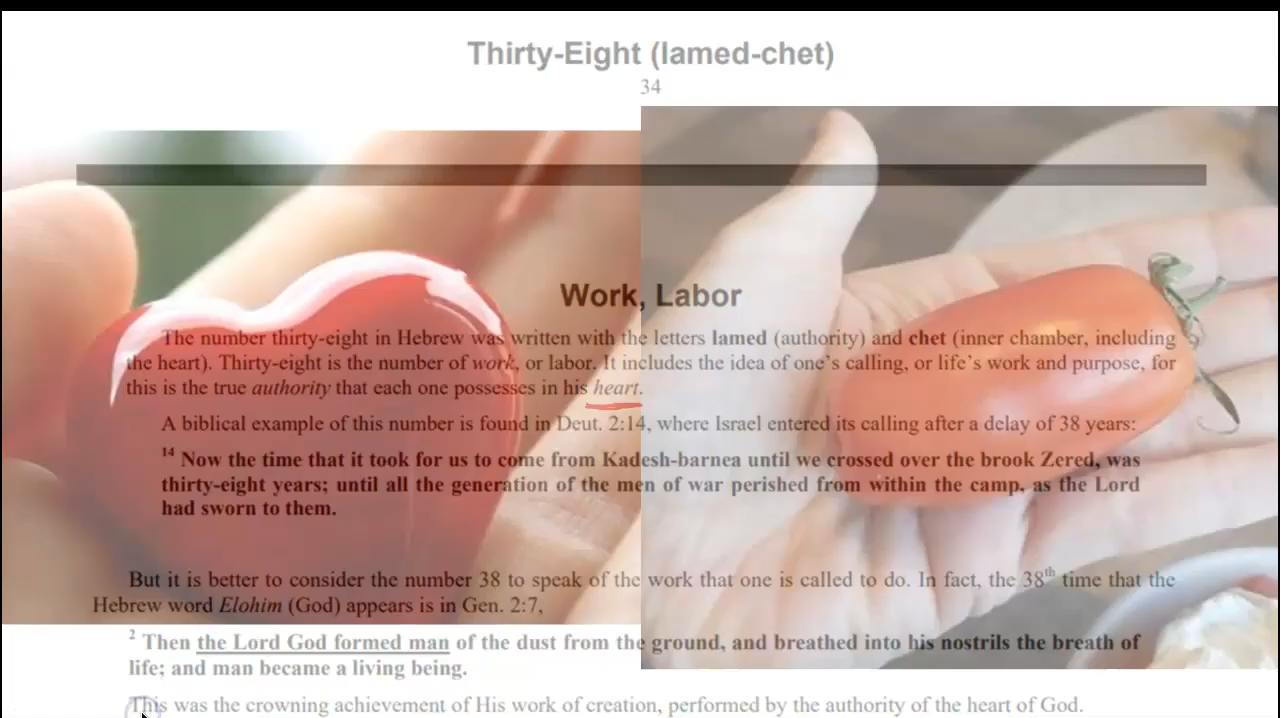 Thirty-Eight (lamed-chet)
34
Work, Labor
The number thirty-eight in Hebrew was written with the letters lamed (authority) and chet (inner chamber, including
the heart). Thirty-eight is the number of work, or labor. It includes the idea of one's calling, or life's work and purpose, for
this is the true authority that each one possesses in his heart.
A biblical example of this number is found in Deut. 2:14, where Israel entered its calling after a delay of 38 years:
14 Now the time that it took for us to come from Kadesh-barnea until we crossed over the brook Zered, was
thirty-eight years; until all the generation of the men of war perished from within the camp, as the Lord
had sworn to them.
But it is better to consider the number 38 to speak of the work that one is called to do. In fact, the 38th time that the
Hebrew word Elohim (God) appears is in Gen. 2:7,
2 Then the Lord God formed man of the dust from the ground, and breathed into his nostrils the breath of
life; and man became a living being.
This was the crowning achievement of His work of creation, performed by the authority of the heart of God.